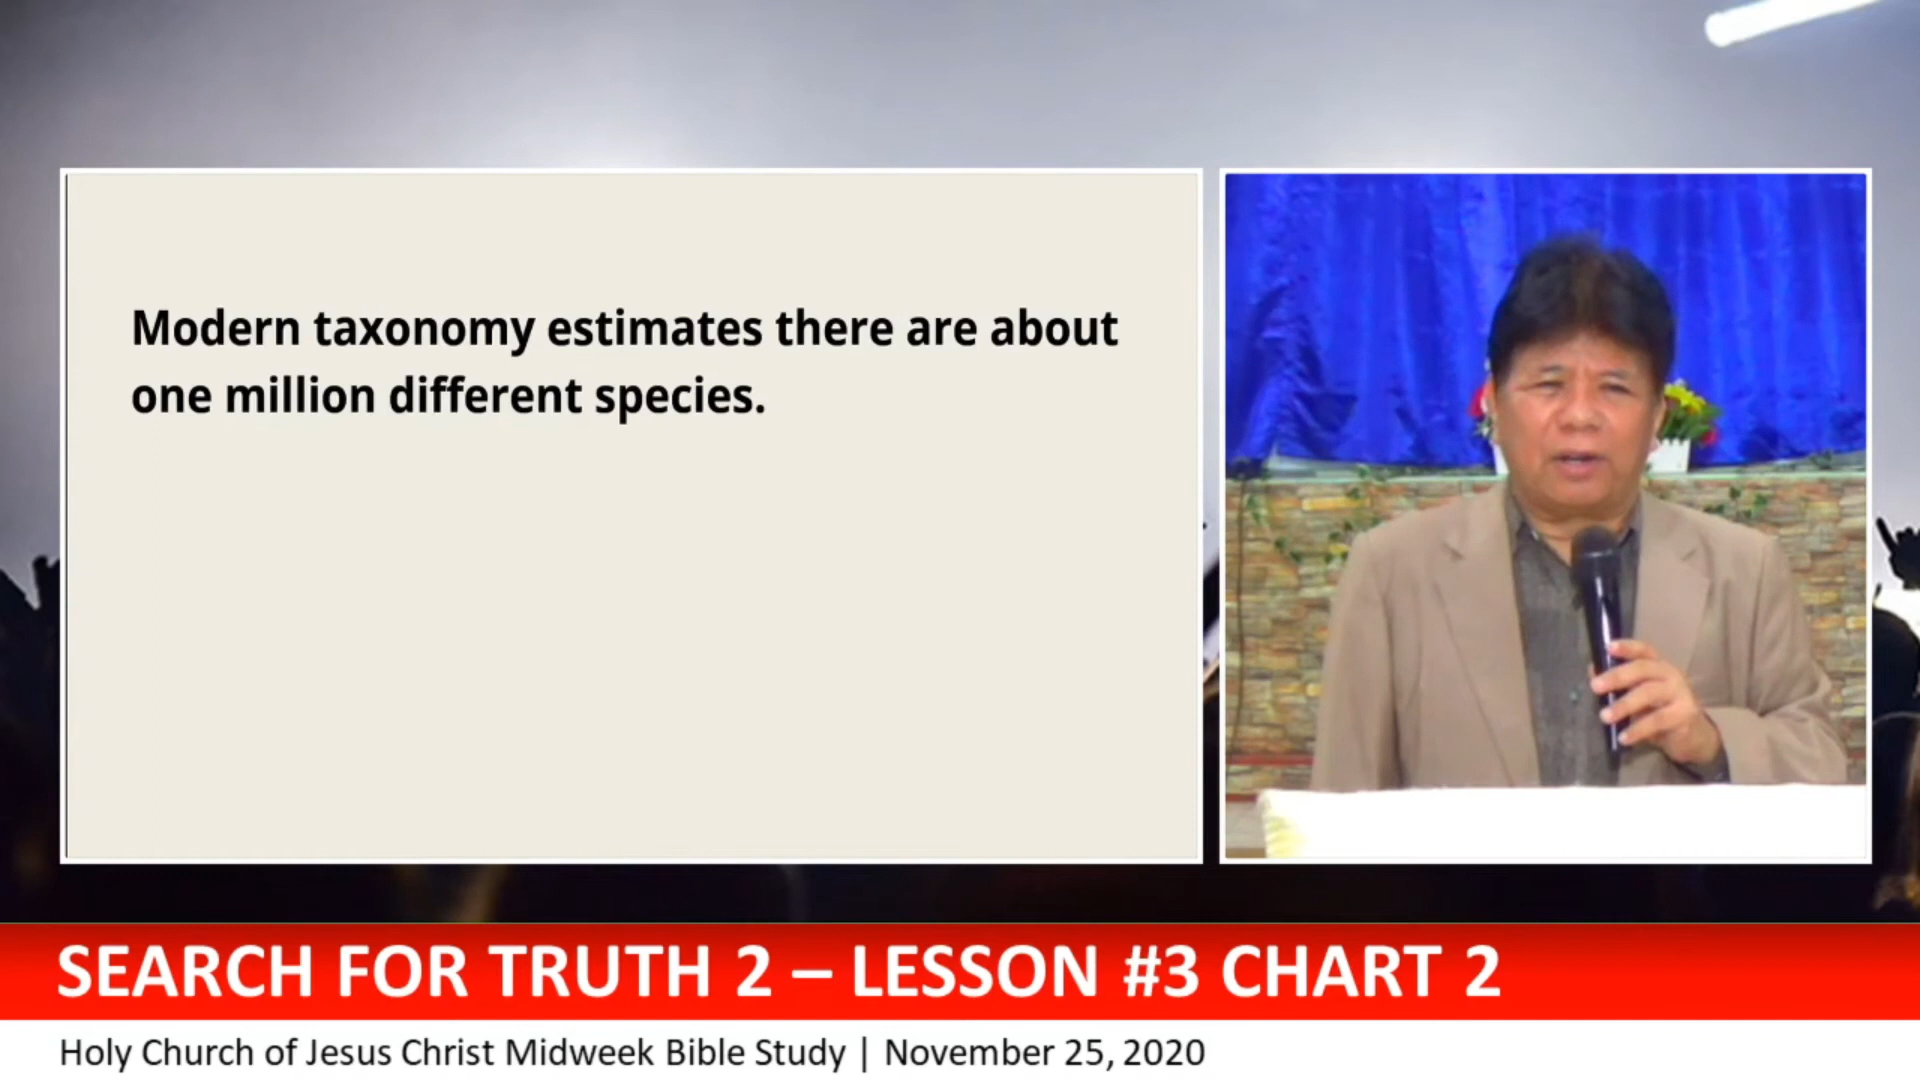 Modern taxonomy estimates there are about
one million different species.
SEARCH FOR TRUTH 2 – LESSON #3 CHART 2
Holy Church of Jesus Christ Midweek Bible Study | November 25, 2020